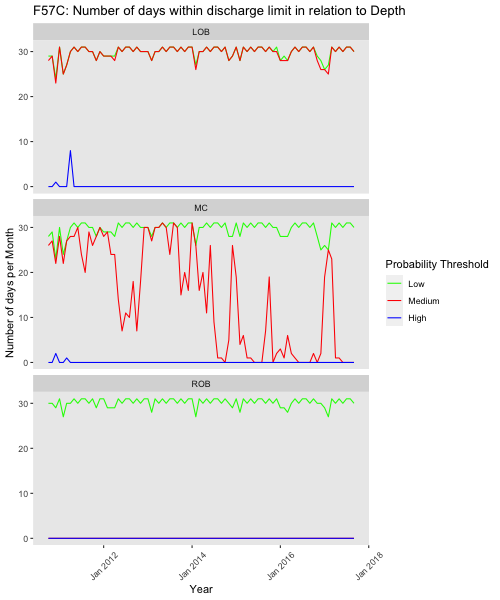 F57C: Number of days within discharge limit in relation to Depth
LOB
30
20
10
0
MC
30
20
10
0
ROB
30
20
10
0
Number of days per Month
Jan 2012
Jan 2014
Jan 2016
Jan 2018
Year
Probability Threshold
Low
Medium
High